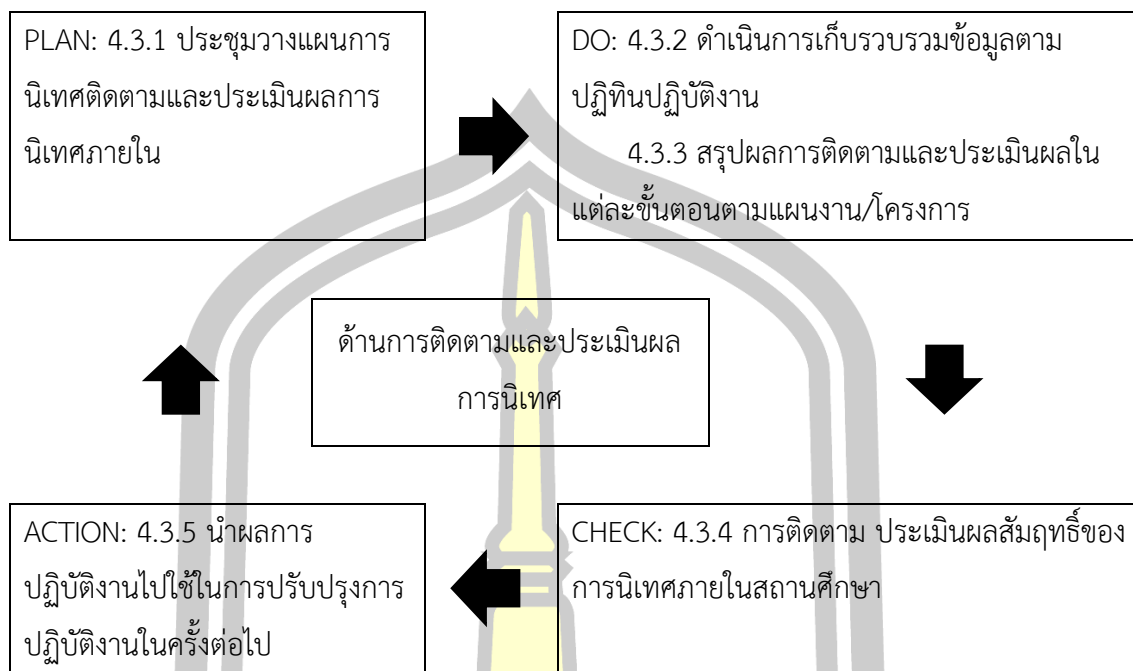 PLAN: 4.3.1 ประชุมวางแผนการ
นิเทศติดตามและประเมินผลการ
นิเทศภายใน
DO: 4.3.2 ดำเนินการเก็บรวบรวมข้อมูลตาม
ปฏิทินปฏิบัติงาน
4.3.3 สรุปผลการติดตามและประเมินผลใน
แต่ละขั้นตอนตามแผนงาน/โครงการ
ด้านการติดตามและประเมินผล
การนิเทศ
ACTION: 4.3.5 นำผลการ
ปฏิบัติงานไปใช้ในการปรับปรุงการ
ปฏิบัติงานในครั้งต่อไป
CHECK: 4.3.4 การติดตาม ประเมินผลสัมฤทธิ์ของ
การนิเทศภายในสถานศึกษา